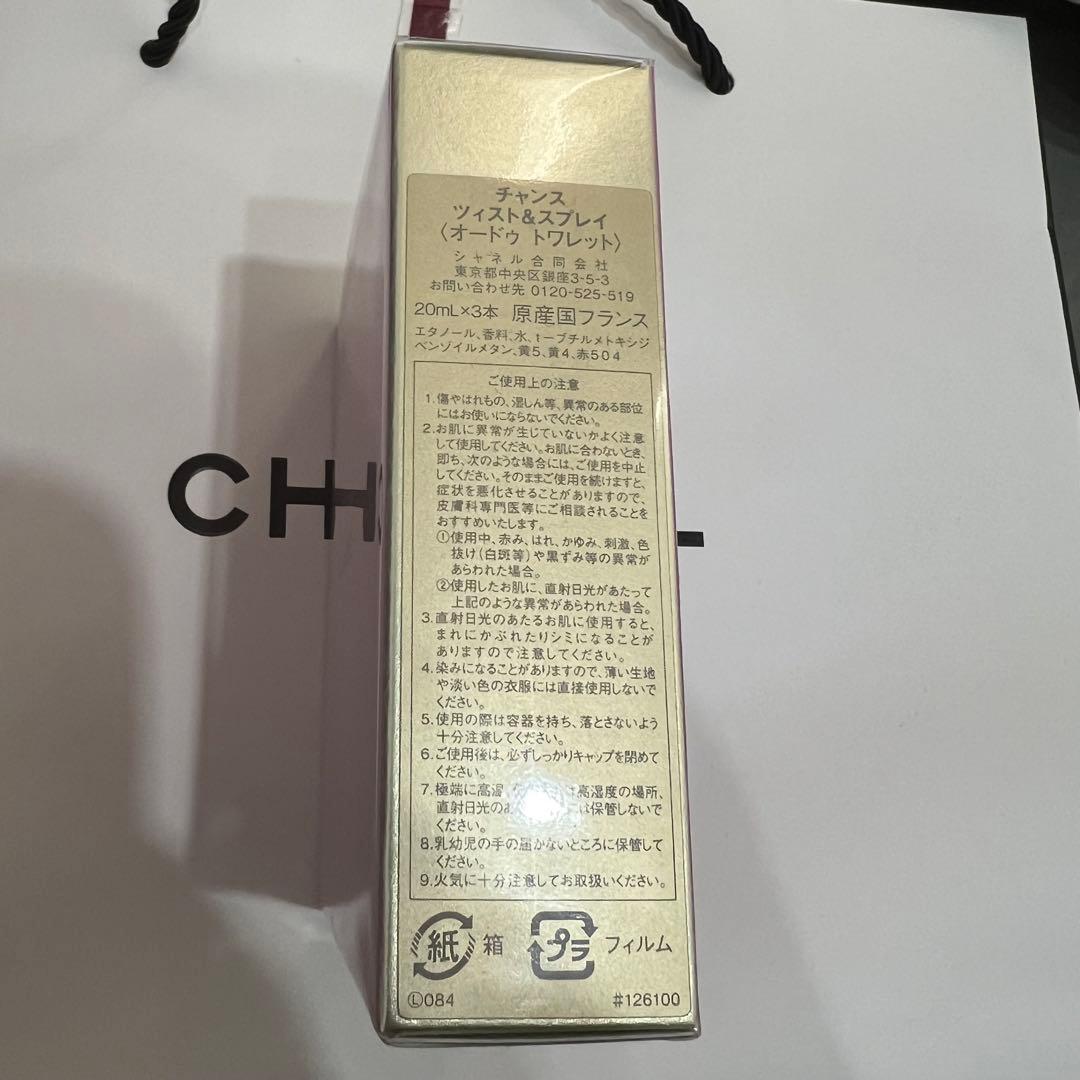 チャンス
ツィスト&スプレイ
〈オードゥ トワレット〉
シャネル合同会社
東京都中央区銀座3-5-3
お問い合わせ先 0120-525-519
20mL×3本 原産国フランス
エタノール、香料、水、t-ブチルメトキシジ
ベンゾイルメタン、黄5、黄4、赤504
ご使用上の注意
1.傷やはれもの、湿しん等、異常のある部位
にはお使いにならないでください。
2.お肌に異常が生じていないかよく注意
して使用してください。お肌に合わないとき、
即ち、次のような場合には、ご使用を中止
してください。そのままご使用を続けますと、
症状を悪化させることがありますので、
皮膚科専門医等にご相談されることを
おすすめいたします。
①使用中、赤み、はれ、かゆみ、刺激、色
抜け(白斑等)や黒ずみ等の異常が
あらわれた場合。
②使用したお肌に、直射日光があたって
上記のような異常があらわれた場合。
3.直射日光のあたるお肌に使用すると、
まれにかぶれたりシミになることが
ありますので注意してください。
4.染みになることがありますので、薄い生地
や淡い色の衣服には直接使用しないで
ください。
5.使用の際は容器を持ち、落とさないよう
十分注意してください。
6.ご使用後は、必ずしっかりキャップを閉めて
ください。
7.極端に高温 高湿度の場所、
直射日光のあ は保管しないで
ください。
8.乳幼児の手の届かないところに保管して
ください。
9.火気に十分注意してお取扱いください。
紙 箱 プラ フィルム
Ⓛ084 #126100
CH